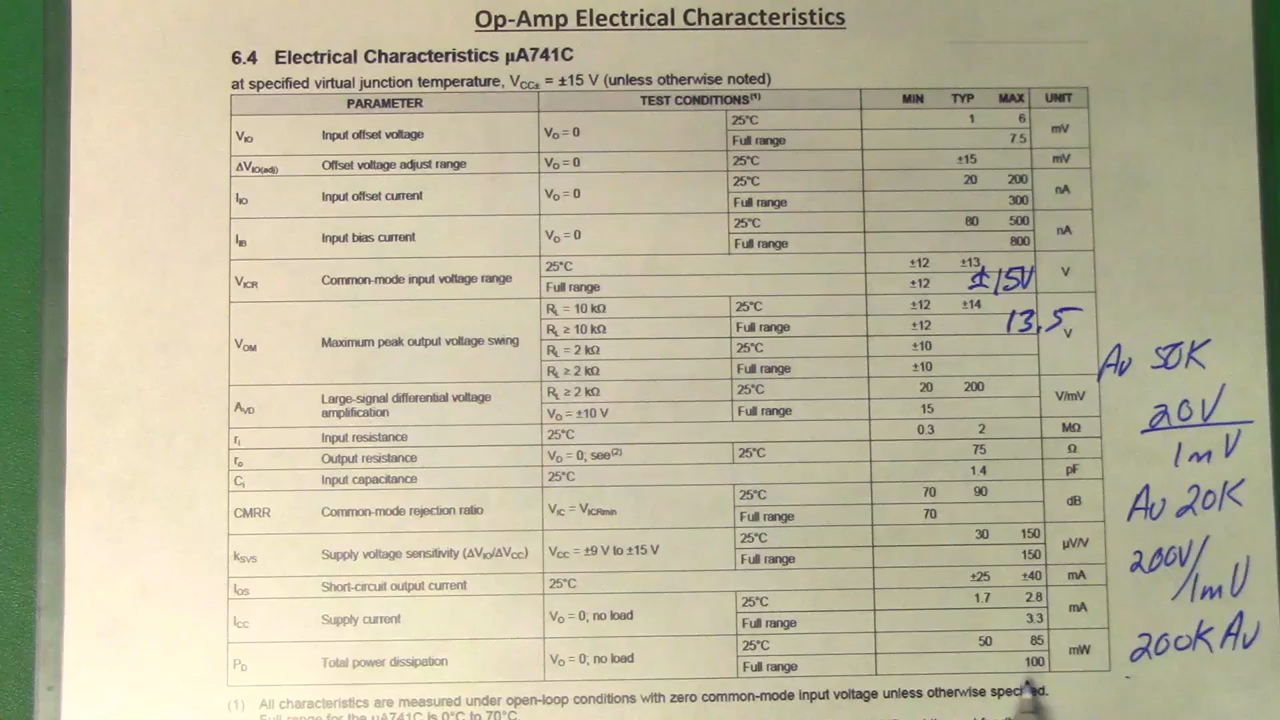 Op-Amp Electrical Characteristics
6.4 Electrical Characteristics µA741C
at specified virtual junction temperature, VCC± = ±15 V (unless otherwise noted)
PARAMETER TEST CONDITIONS(1) MIN TYP MAX UNIT
VIO Input offset voltage VO = 0 25°C 1 6 mV
Full range 7.5
ΔVIO(adj) Offset voltage adjust range VO = 0 25°C ±15 mV
IIO Input offset current VO = 0 25°C 20 200 nA
Full range 300
IIB Input bias current VO = 0 25°C 80 500 nA
Full range 800
VICR Common-mode input voltage range 25°C ±12 ±13 V
Full range ±12
±15V
VOM Maximum peak output voltage swing RL = 10 kΩ 25°C ±12 ±14 V
RL ≥ 10 kΩ Full range ±12
13.5
RL = 2 kΩ 25°C ±10
RL ≥ 2 kΩ Full range ±10
AVD Large-signal differential voltage amplification RL ≥ 2 kΩ 25°C 20 200 V/mV
VO = ±10 V Full range 15
ri Input resistance 25°C 0.3 2 MΩ
ro Output resistance VO = 0; see(2) 25°C 75 Ω
Ci Input capacitance 25°C 1.4 pF
CMRR Common-mode rejection ratio VIC = VICRmin 25°C 70 90 dB
Full range 70
kSVS Supply voltage sensitivity (ΔVIO/ΔVCC) VCC = ±9 V to ±15 V 25°C 30 150 µV/V
Full range 150
IOS Short-circuit output current 25°C ±25 ±40 mA
ICC Supply current VO = 0; no load 25°C 1.7 2.8 mA
Full range 3.3
PD Total power dissipation VO = 0; no load 25°C 50 85 mW
Full range 100
(1) All characteristics are measured under open-loop conditions with zero common-mode input voltage unless otherwise specified.
Full range for the µA741C is 0°C to 70°C.
Av 50K
20V
1mV
Av 20K
200V/
1mV
200K Av